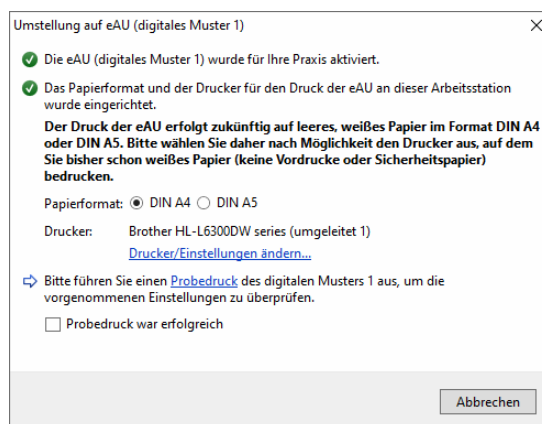 Umstellung auf eAU (digitales Muster 1)
Die eAU (digitales Muster 1) wurde für Ihre Praxis aktiviert.
Das Papierformat und der Drucker für den Druck der eAU an dieser Arbeitsstation
wurde eingerichtet.
Der Druck der eAU erfolgt zukünftig auf leeres, weißes Papier im Format DIN A4
oder DIN A5. Bitte wählen Sie daher nach Möglichkeit den Drucker aus, auf dem
Sie bisher schon weißes Papier (keine Vordrucke oder Sicherheitspapier)
bedrucken.
Papierformat: DIN A4 DIN A5
Drucker: Brother HL-L6300DW series (umgeleitet 1)
Drucker/Einstellungen ändern...
Bitte führen Sie einen Probedruck des digitalen Musters 1 aus, um die
vorgenommenen Einstellungen zu überprüfen.
Probedruck war erfolgreich
Abbrechen